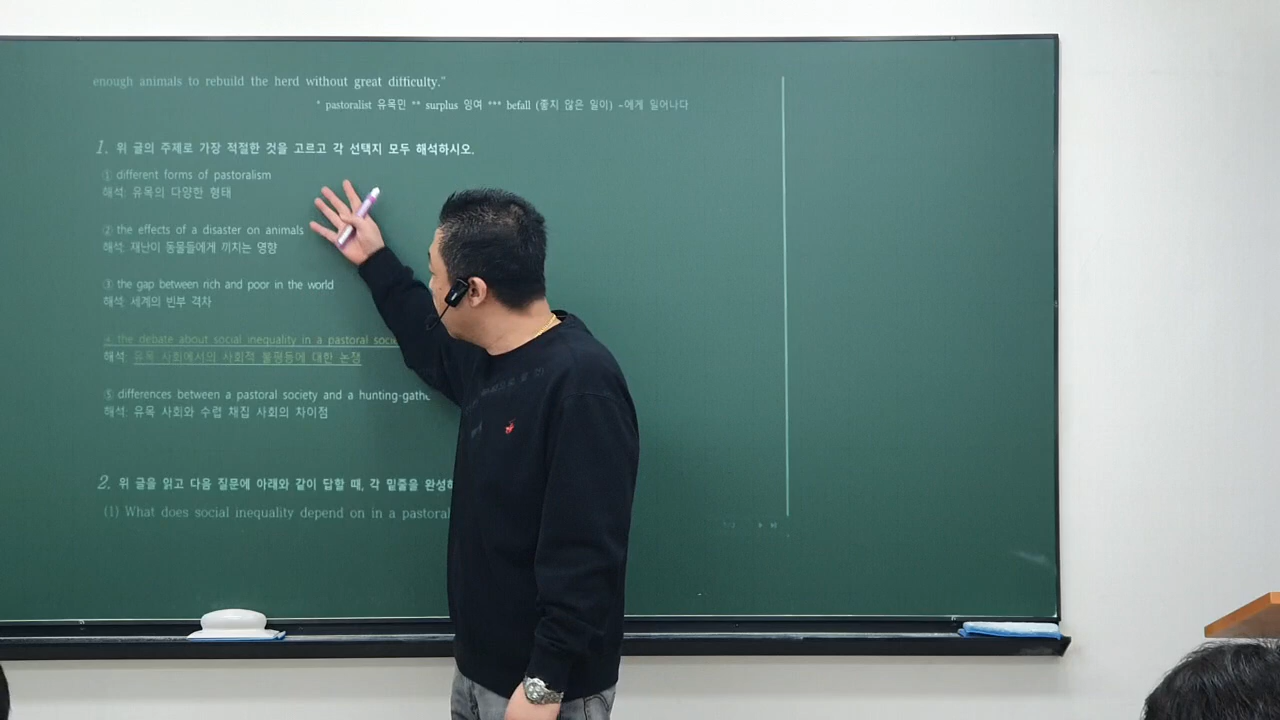 enough animals to rebuild the herd without great difficulty."
* pastoralist 유목민 ** surplus 잉여 *** befall (좋지 않은 일이) ~에게 일어나다
1. 위 글의 주제로 가장 적절한 것을 고르고 각 선택지 모두 해석하시오.
① different forms of pastoralism
해석: 유목의 다양한 형태
② the effects of a disaster on animals
해석: 재난이 동물들에게 끼치는 영향
③ the gap between rich and poor in the world
해석: 세계의 빈부 격차
④ the debate about social inequality in a pastoral
해석: 유목 사회에서의 사회적 불평등에 대한 논쟁
⑤ differences between a pastoral society and a
해석: 유목 사회와 수렵 채집 사회의 차이점
2. 위 글을 읽고 다음 질문에 아래와 같이 답할 때, 각 밑줄을
(1) What does social inequality depend on in a pastoral